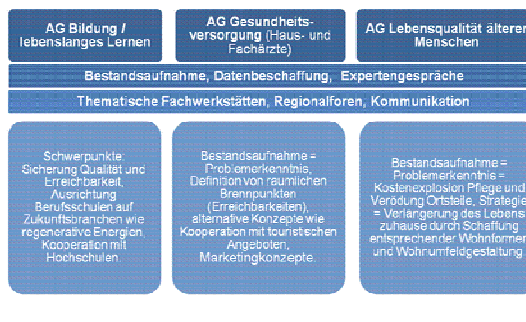 AG Bildung /
lebenslanges Lernen
AG Gesundheits-
versorgung (Haus- und
Fachärzte)
AG Lebensqualität älterer
Menschen
Bestandsaufnahme, Datenbeschaffung, Expertengespräche
Thematische Fachwerkstätten, Regionalforen, Kommunikation
Schwerpunkte:
Sicherung Qualität und
Erreichbarkeit,
Ausrichtung
Berufsschulen auf
Zukunftsbranchen wie
regenerative Energien,
Kooperation mit
Hochschulen.
Bestandsaufnahme =
Problemerkenntnis,
Definition von räumlichen
Brennpunkten
(Erreichbarkeiten),
alternative Konzepte wie
Kooperation mit touristischen
Angeboten,
Marketingkonzepte.
Bestandsaufnahme =
Problemerkenntnis =
Kostenexplosion Pflege und
Verödung Ortsteile, Strategie
= Verlängerung des Lebens
zuhause durch Schaffung
entsprechender Wohnformen
und Wohnumfeldgestaltung.